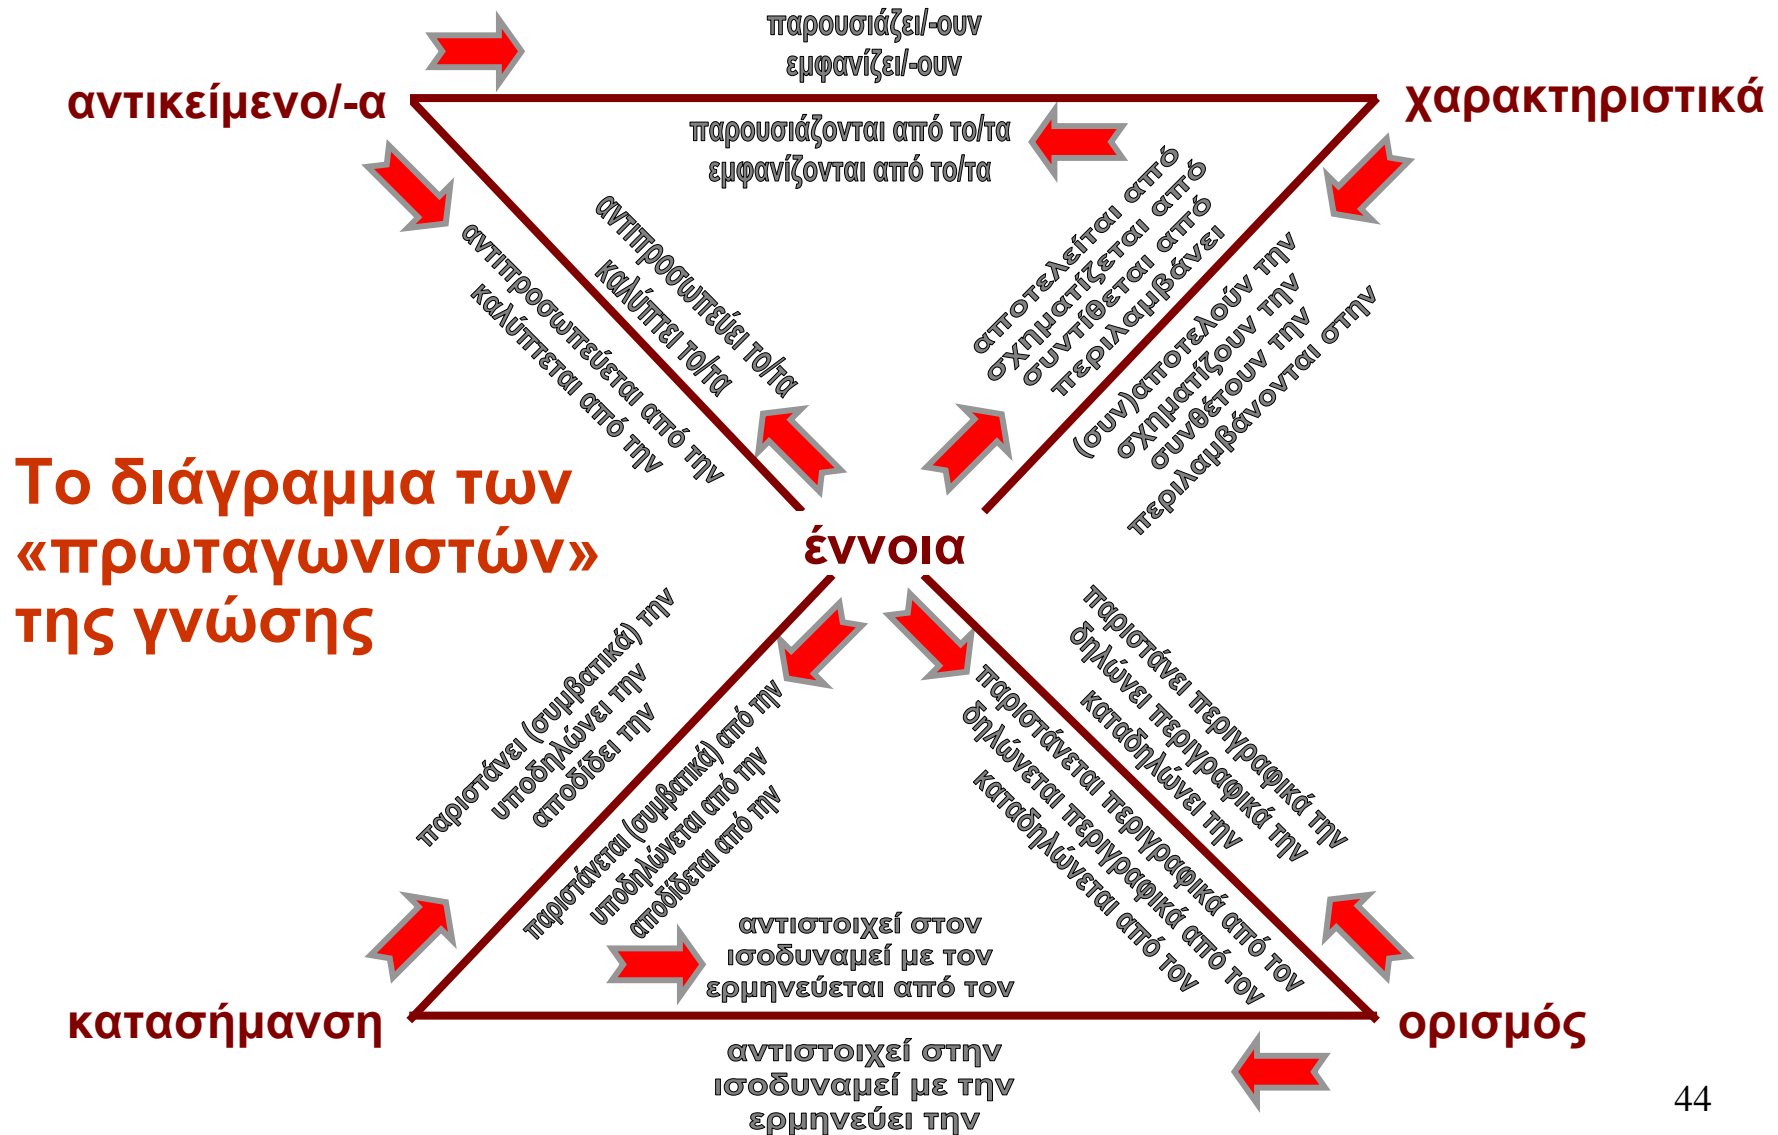 παρουσιάζει/-ουν
εμφανίζει/-ουν
αντικείμενο/-α
χαρακτηριστικά
παρουσιάζονται από το/τα
εμφανίζονται από το/τα
αντιπροσωπεύει το/τα
καλύπτει το/τα
αντιπροσωπεύεται από την
καλύπτεται από την
αποτελείται από
σχηματίζεται από
συντίθεται από
περιλαμβάνει
(συν)αποτελούν την
σχηματίζουν την
συνθέτουν την
περιλαμβάνονται στην
Το διάγραμμα των
«πρωταγωνιστών»
της γνώσης
έννοια
παριστάνει (συμβατικά) την
υποδηλώνει την
αποδίδει την
παριστάνεται (συμβατικά) από την
υποδηλώνεται από την
αποδίδεται από την
παριστάνει περιγραφικά την
δηλώνει περιγραφικά την
καταδηλώνει την
παριστάνεται περιγραφικά από τον
δηλώνεται περιγραφικά από τον
καταδηλώνεται από τον
αντιστοιχεί στον
ισοδυναμεί με τον
ερμηνεύεται από τον
κατασήμανση
ορισμός
αντιστοιχεί στην
ισοδυναμεί με την
ερμηνεύει την
44